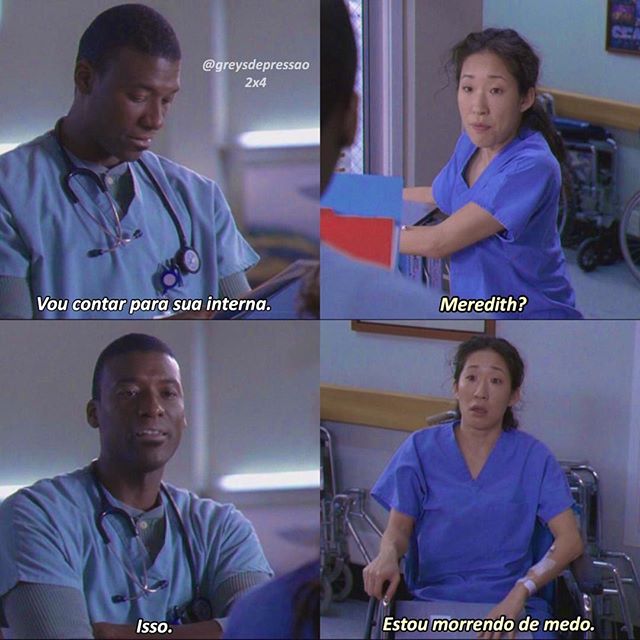 @greysdepressao
2x4
Vou contar para sua interna.
Meredith?
Isso.
Estou morrendo de medo.